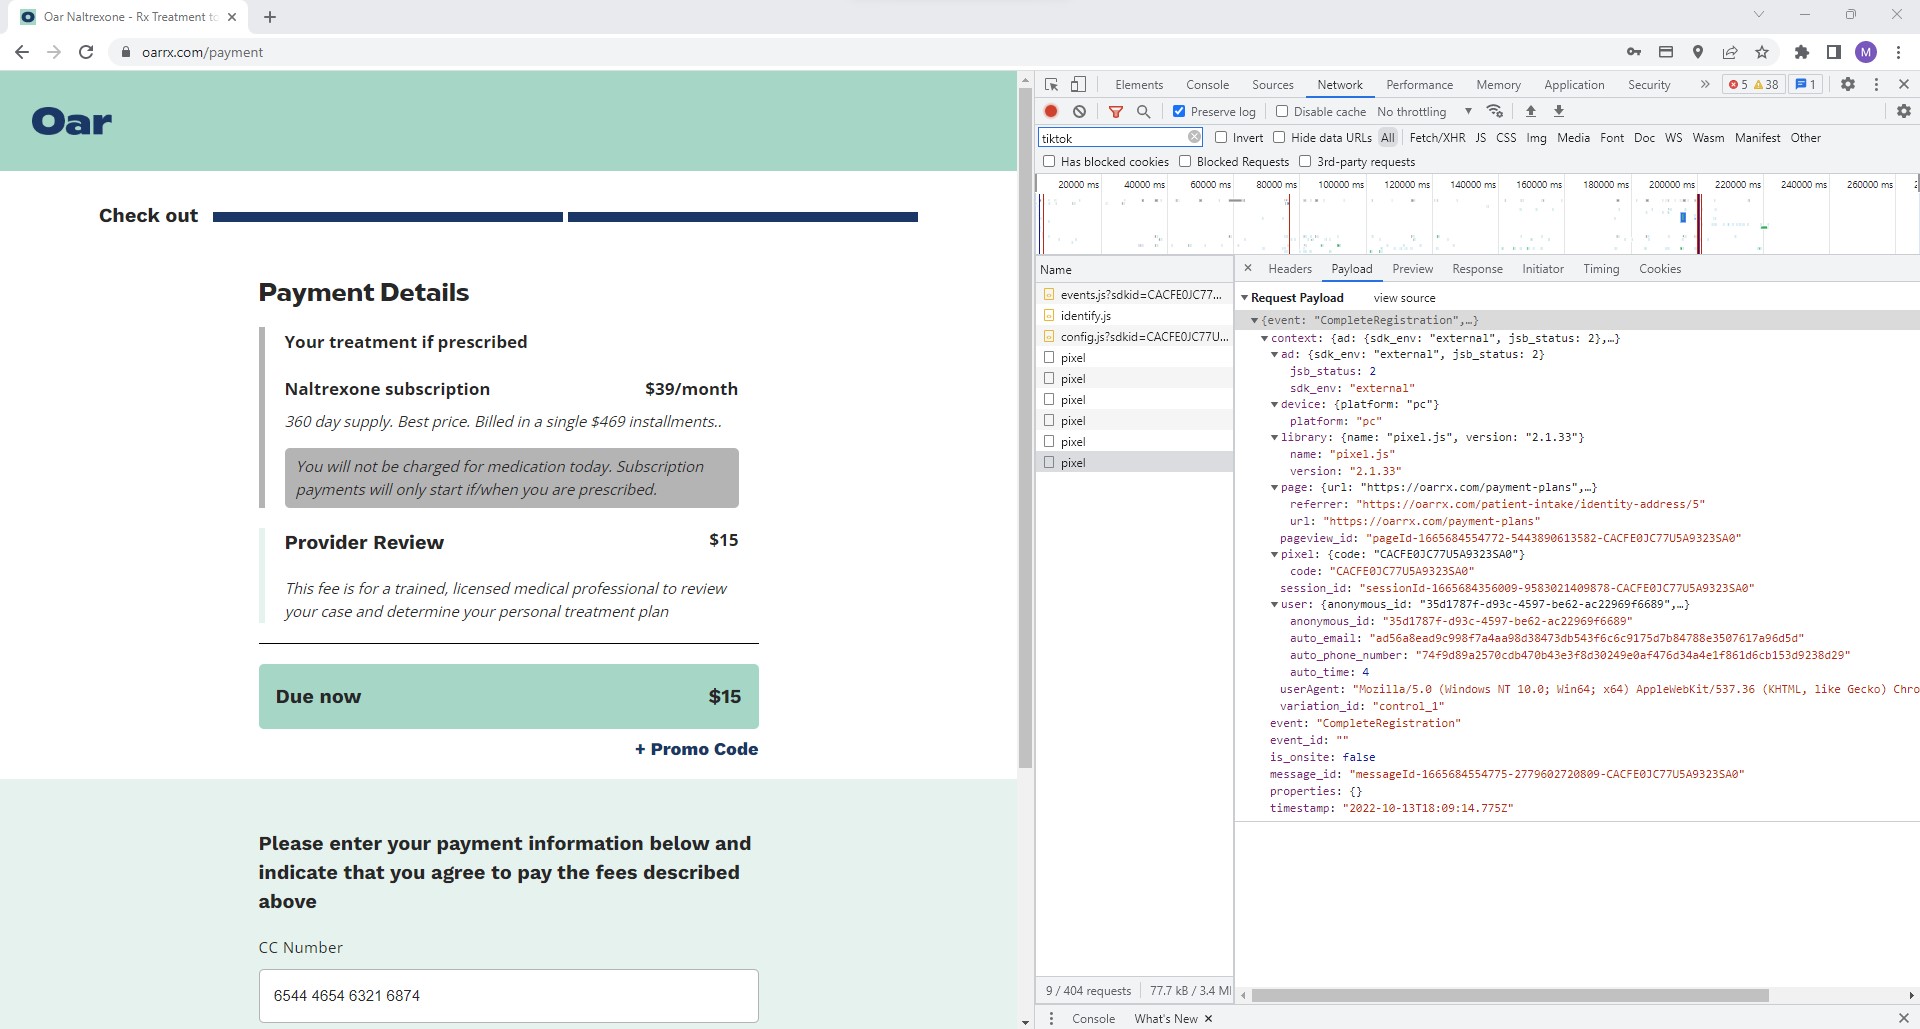 Oar Naltrexone - Rx Treatment to
oarrx.com/payment
M
Oar
Check out
Payment Details
Your treatment if prescribed
Naltrexone subscription $39/month
360 day supply. Best price. Billed in a single $469 installments..
You will not be charged for medication today. Subscription
payments will only start if/when you are prescribed.
Provider Review $15
This fee is for a trained, licensed medical professional to review
your case and determine your personal treatment plan
Due now $15
+ Promo Code
Please enter your payment information below and
indicate that you agree to pay the fees described
above
CC Number
6544 4654 6321 6874
Elements Console Sources Network Performance Memory Application Security » 5 38 1
Preserve log Disable cache No throttling
tiktok Invert Hide data URLs All Fetch/XHR JS CSS Img Media Font Doc WS Wasm Manifest Other
Has blocked cookies Blocked Requests 3rd-party requests
20000 ms 40000 ms 60000 ms 80000 ms 100000 ms 120000 ms 140000 ms 160000 ms 180000 ms 200000 ms 220000 ms 240000 ms 260000 ms
Name
events.js?sdkid=CACFE0JC77...
identify.js
config.js?sdkid=CACFE0JC77U...
pixel
pixel
pixel
pixel
pixel
pixel
9 / 404 requests 77.7 kB / 3.4 M
Headers Payload Preview Response Initiator Timing Cookies
Request Payload view source
{event: "CompleteRegistration",…}
context: {ad: {sdk_env: "external", jsb_status: 2},…}
ad: {sdk_env: "external", jsb_status: 2}
jsb_status: 2
sdk_env: "external"
device: {platform: "pc"}
platform: "pc"
library: {name: "pixel.js", version: "2.1.33"}
name: "pixel.js"
version: "2.1.33"
page: {url: "https://oarrx.com/payment-plans",…}
referrer: "https://oarrx.com/patient-intake/identity-address/5"
url: "https://oarrx.com/payment-plans"
pageview_id: "pageId-1665684554772-5443890613582-CACFE0JC77U5A9323SA0"
pixel: {code: "CACFE0JC77U5A9323SA0"}
code: "CACFE0JC77U5A9323SA0"
session_id: "sessionId-1665684356009-9583021409878-CACFE0JC77U5A9323SA0"
user: {anonymous_id: "35d1787f-d93c-4597-be62-ac22969f6689",…}
anonymous_id: "35d1787f-d93c-4597-be62-ac22969f6689"
auto_email: "ad56a8ead9c998f7a4aa98d38473db543f6c6c9175d7b84788e3507617a96d5d"
auto_phone_number: "74f9d89a2570cdb470b43e3f8d30249e0af476d34a4e1f861d6cb153d9238d29"
auto_time: 4
userAgent: "Mozilla/5.0 (Windows NT 10.0; Win64; x64) AppleWebKit/537.36 (KHTML, like Gecko) Chro
variation_id: "control_1"
event: "CompleteRegistration"
event_id: ""
is_onsite: false
message_id: "messageId-1665684554775-2779602720809-CACFE0JC77U5A9323SA0"
properties: {}
timestamp: "2022-10-13T18:09:14.775Z"
Console What's New